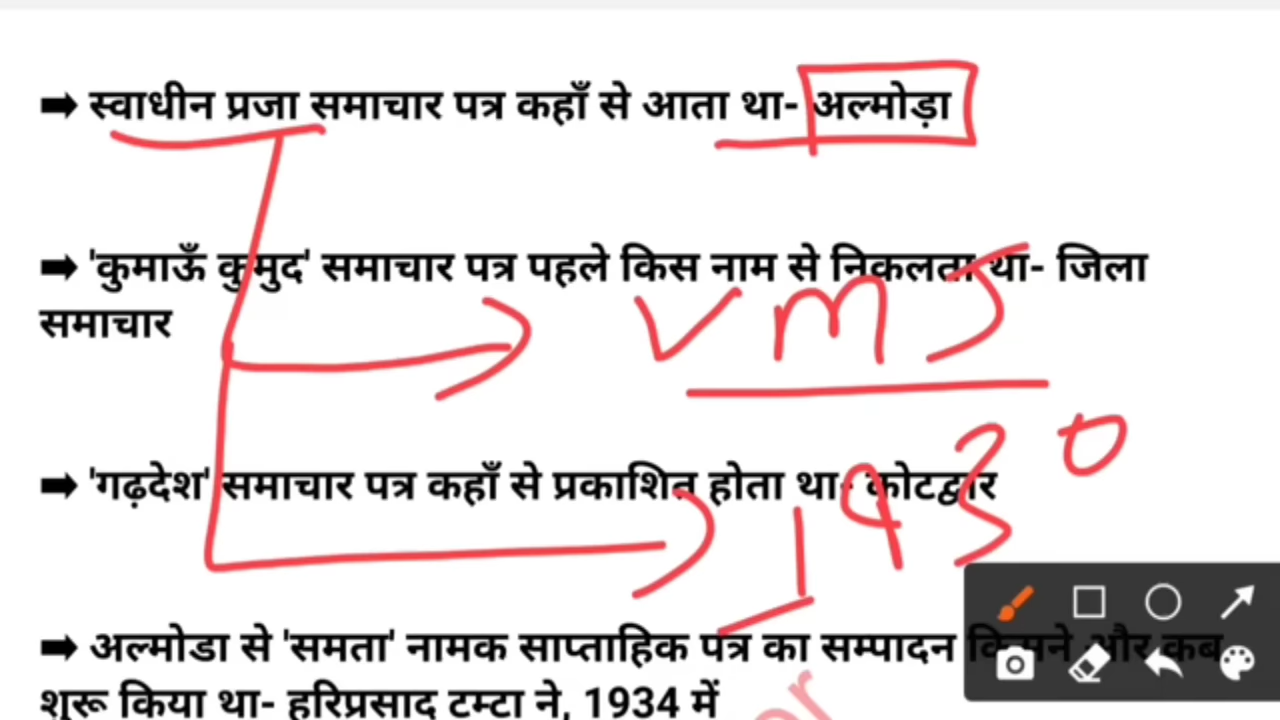 ➡ स्वाधीन प्रजा समाचार पत्र कहाँ से आता था- अल्मोड़ा
➡ 'कुमाऊँ कुमुद' समाचार पत्र पहले किस नाम से निकलता था- जिला
समाचार
vms
➡ 'गढ़देश' समाचार पत्र कहाँ से प्रकाशित होता था- कोटद्वार
1930
➡ अल्मोडा से 'समता' नामक साप्ताहिक पत्र का सम्पादन किसने और कब
शुरू किया था- हरिप्रसाद टम्टा ने, 1934 में